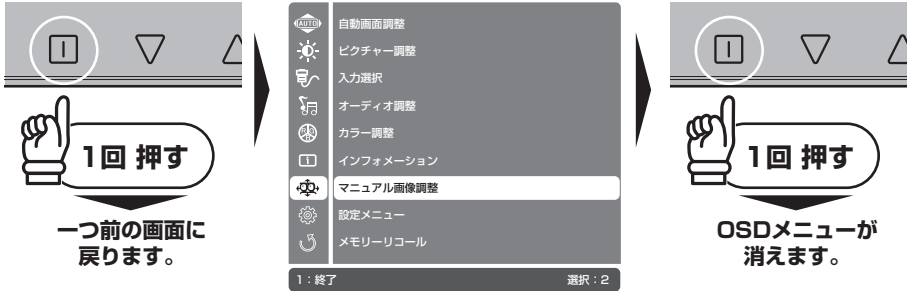 1回 押す
一つ前の画面に
戻ります。
AUTO
自動画面調整
ピクチャー調整
入力選択
オーディオ調整
カラー調整
インフォメーション
マニュアル画像調整
設定メニュー
メモリーリコール
1：終了
選択：2
1回 押す
OSDメニューが
消えます。